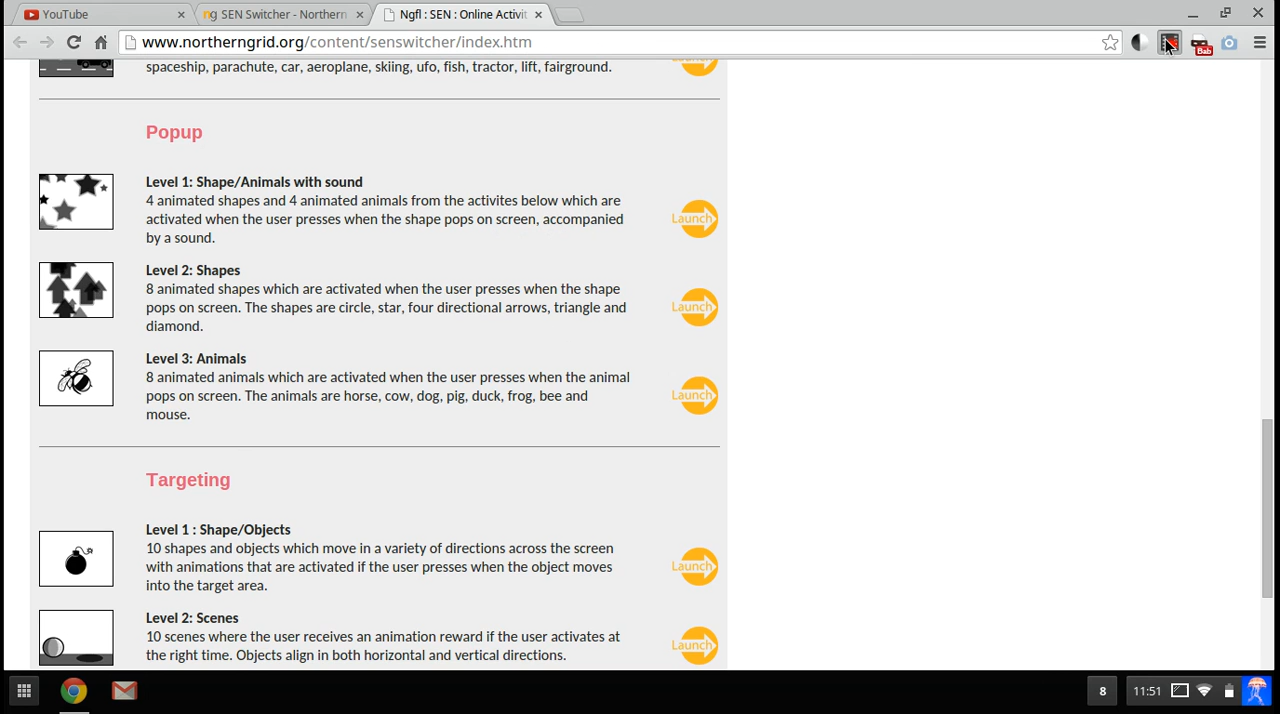 YouTube
SEN Switcher - Northern
Ngfl : SEN : Online Activit
www.northerngrid.org/content/senswitcher/index.htm
Bab
spaceship, parachute, car, aeroplane, skiing, ufo, fish, tractor, lift, fairground.
Popup
Level 1: Shape/Animals with sound
4 animated shapes and 4 animated animals from the activites below which are
activated when the user presses when the shape pops on screen, accompanied
by a sound.
Launch
Level 2: Shapes
8 animated shapes which are activated when the user presses when the shape
pops on screen. The shapes are circle, star, four directional arrows, triangle and
diamond.
Launch
Level 3: Animals
8 animated animals which are activated when the user presses when the animal
pops on screen. The animals are horse, cow, dog, pig, duck, frog, bee and
mouse.
Launch
Targeting
Level 1 : Shape/Objects
10 shapes and objects which move in a variety of directions across the screen
with animations that are activated if the user presses when the object moves
into the target area.
Launch
Level 2: Scenes
10 scenes where the user receives an animation reward if the user activates at
the right time. Objects align in both horizontal and vertical directions.
Launch
8
11:51